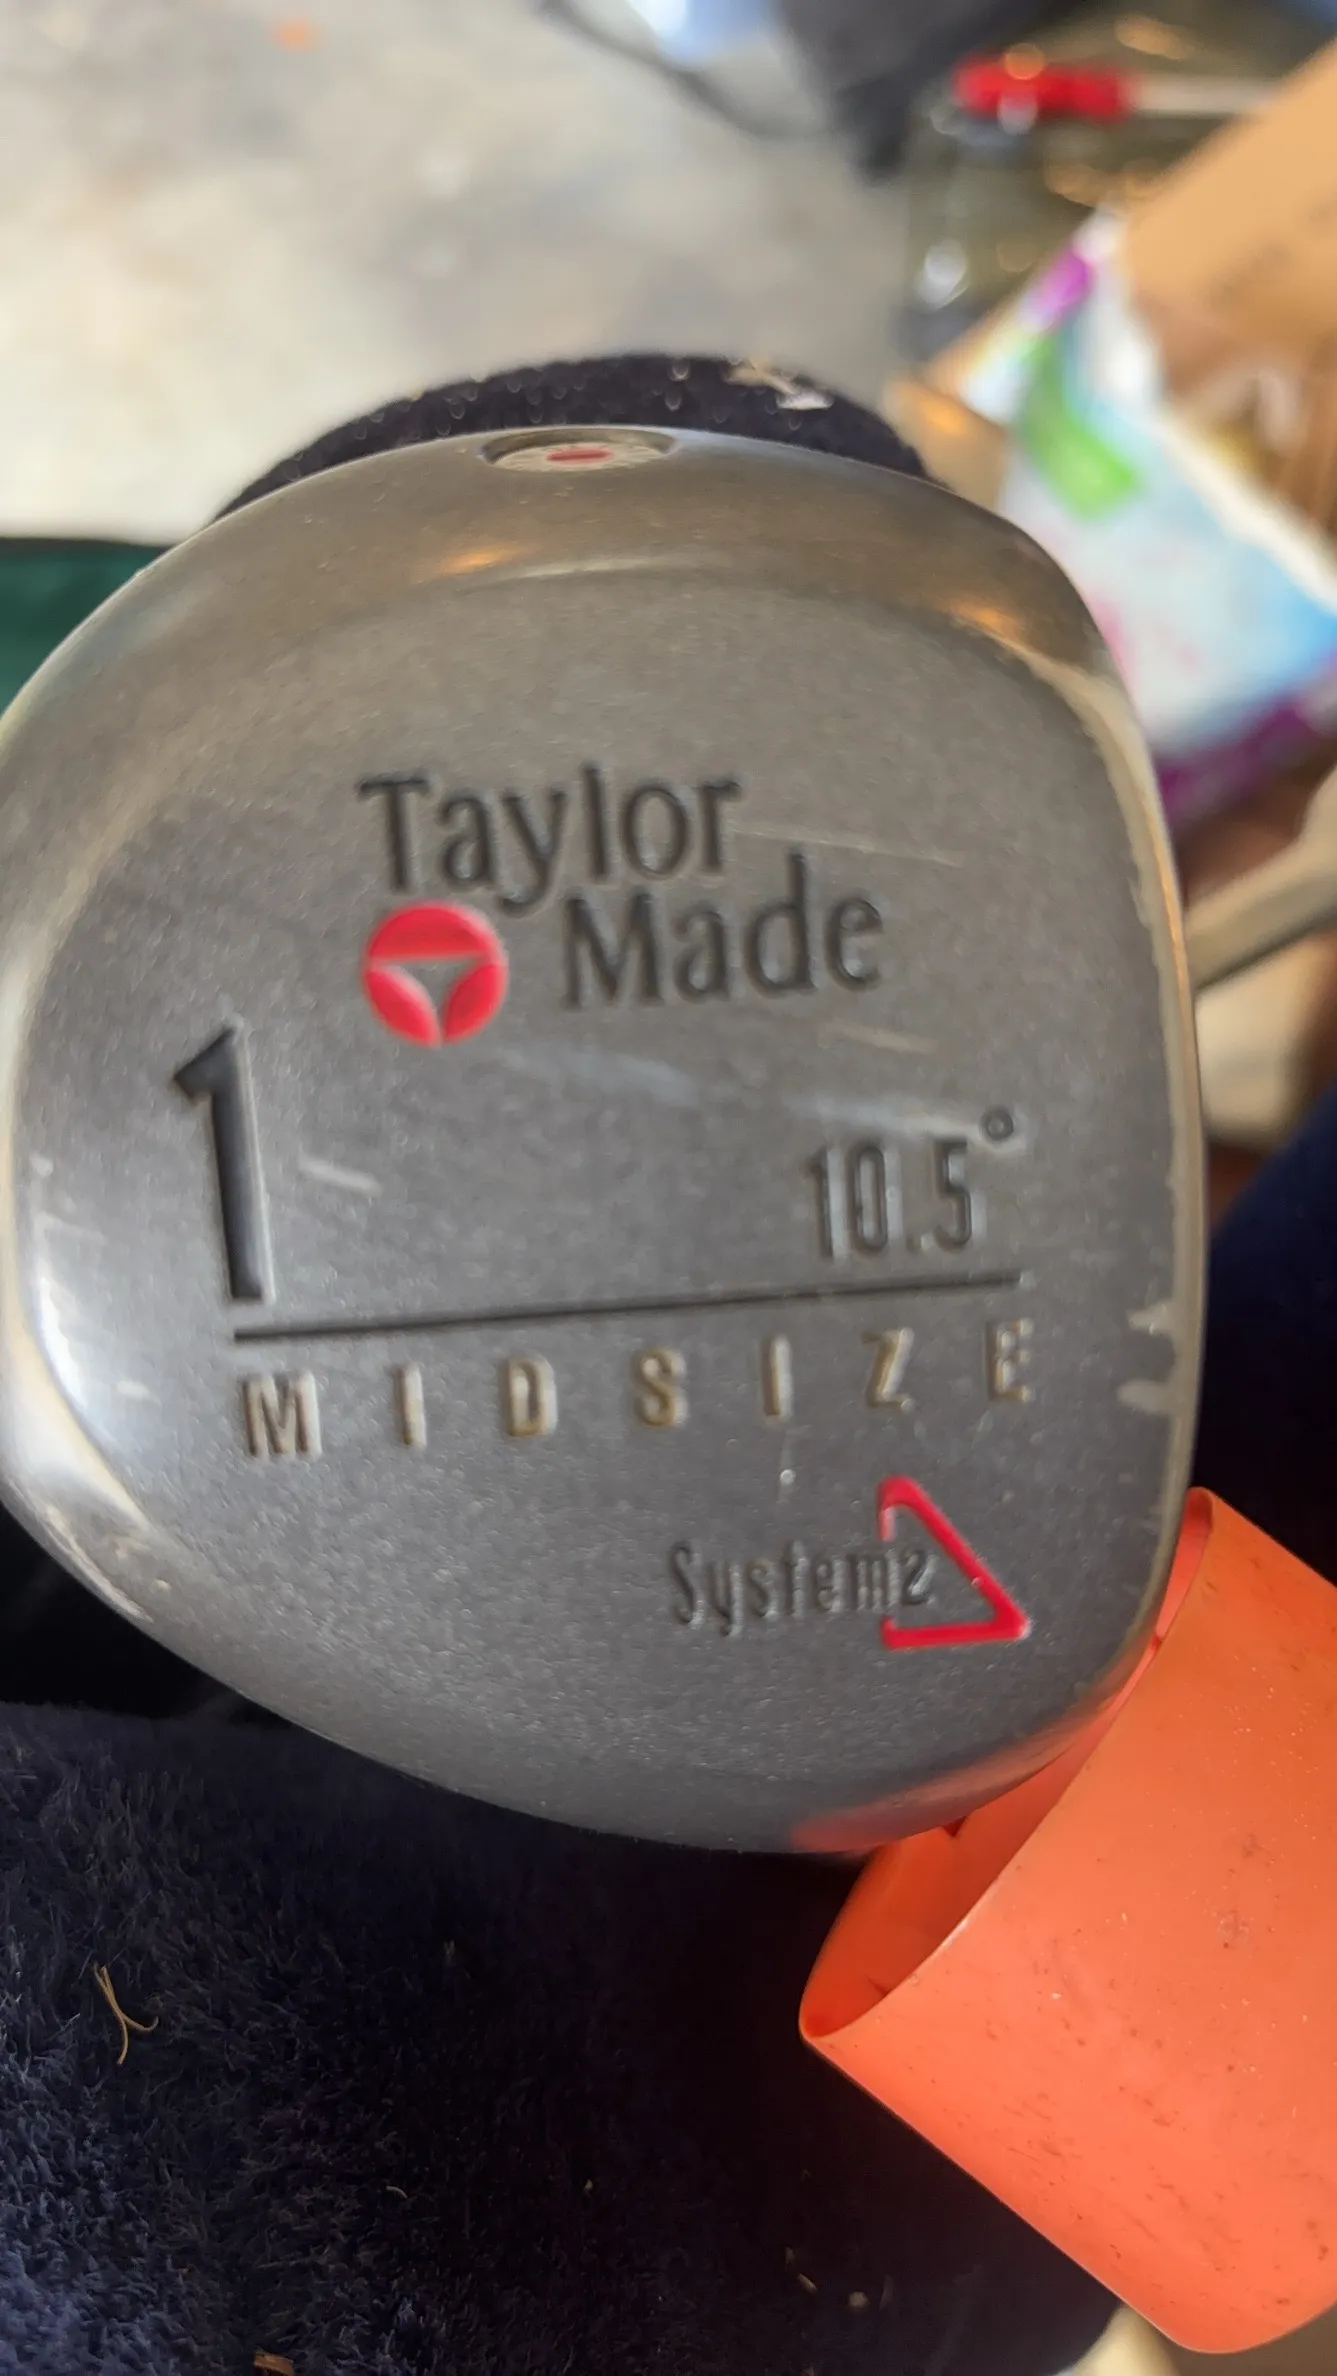 Taylor
Made
1 10.5°
MIDSIZE
System2